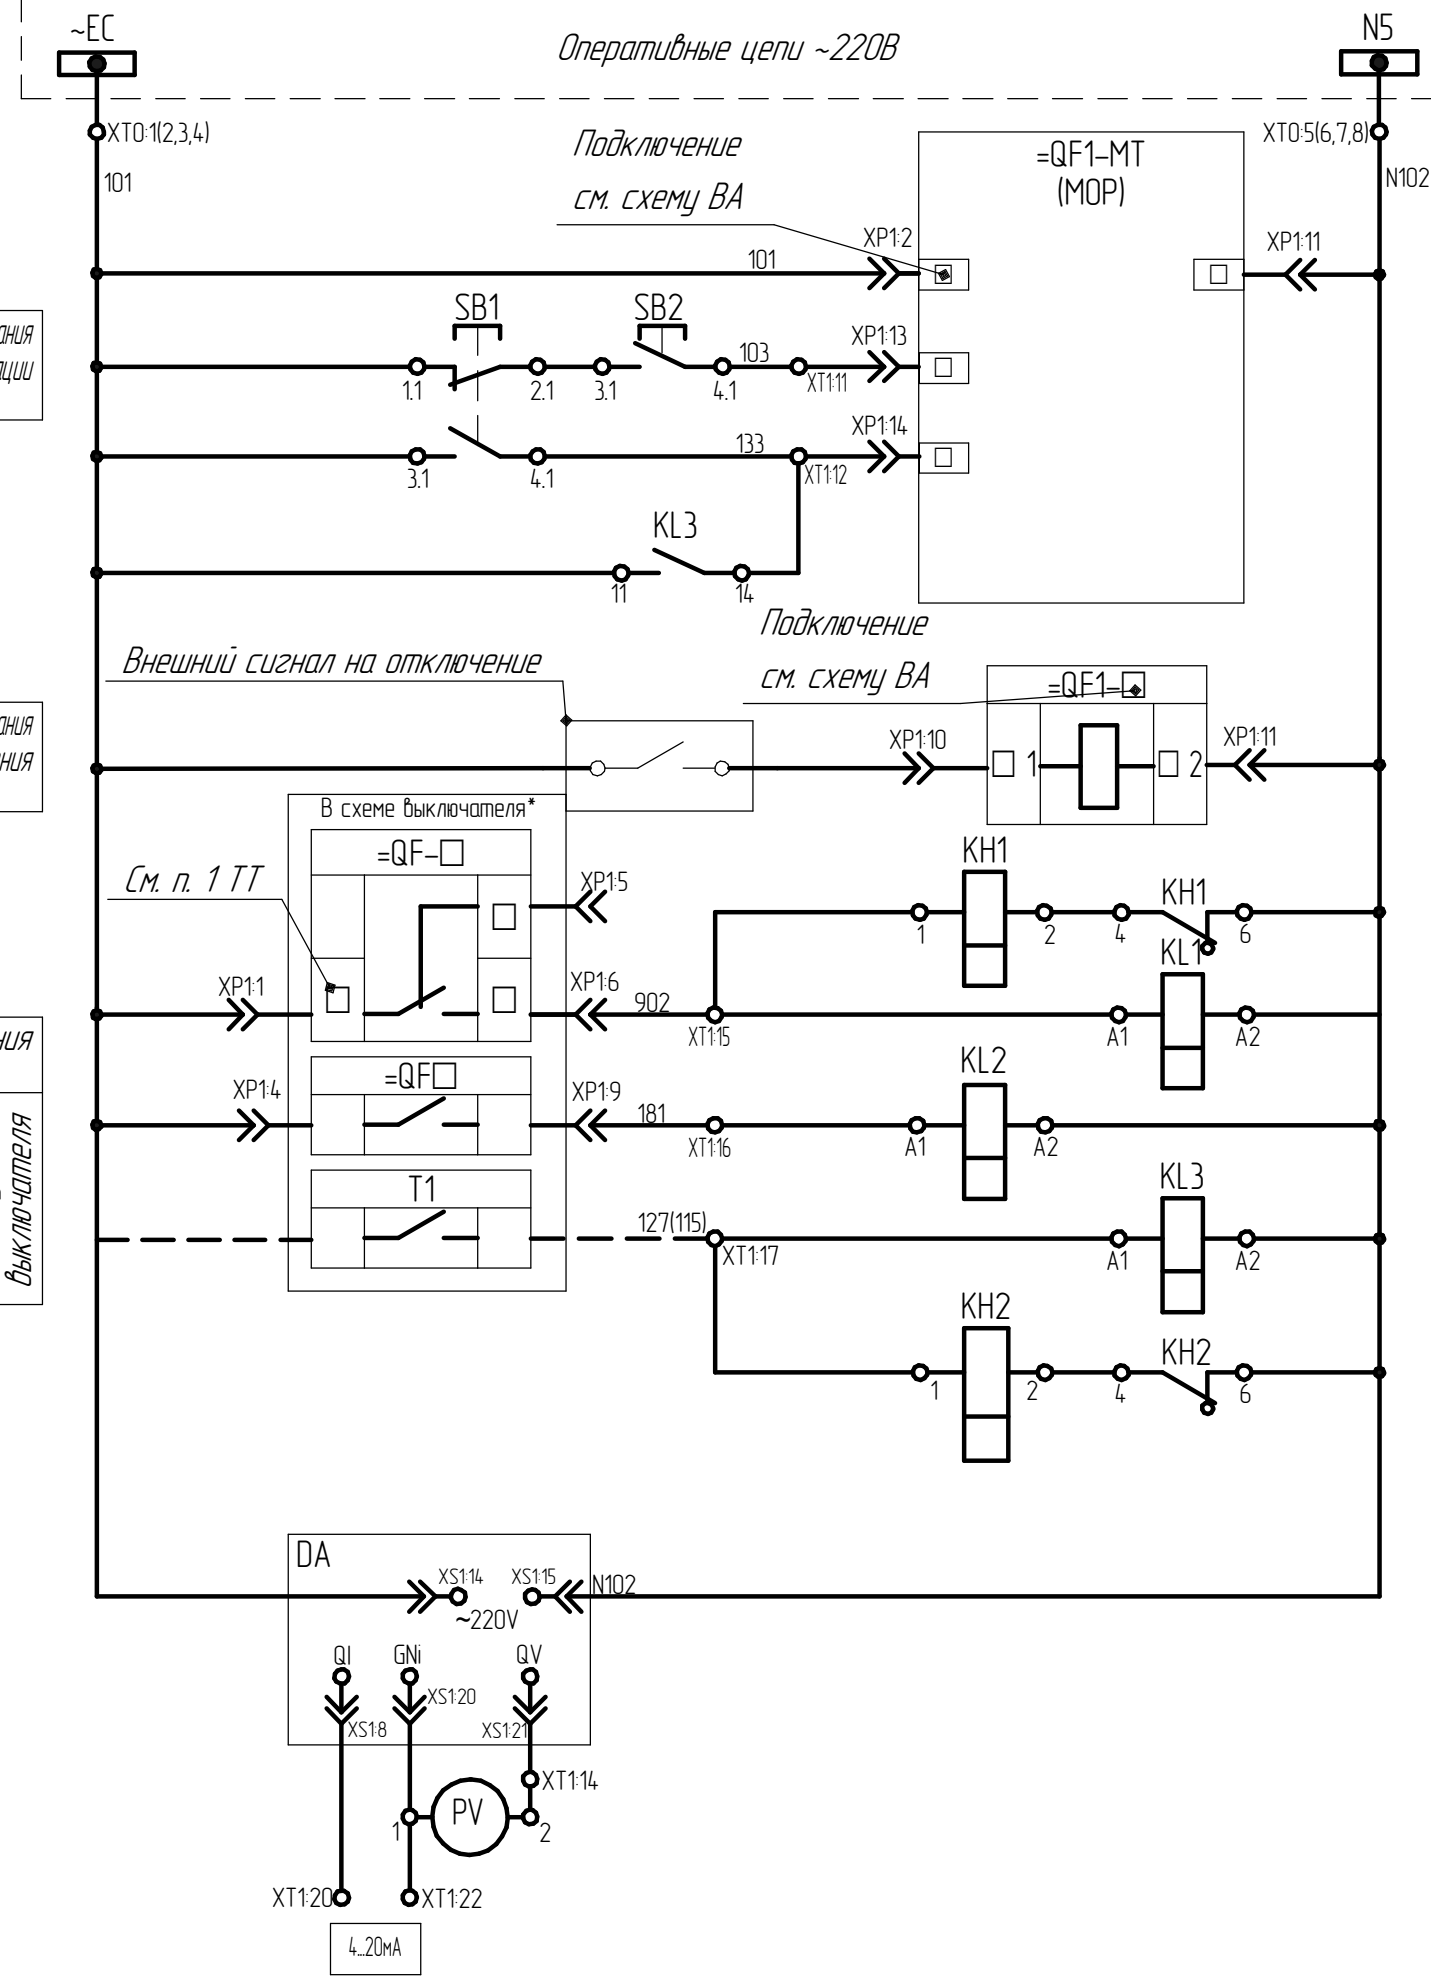 ~EC
Оперативные цепи ~220В
N5
XT0:1(2,3,4)
XT0:5(6,7,8)
101
N102
Подключение
см. схему ВА
=QF1-MT
(МОР)
XP1:2
XP1:11
101
SB1
SB2
XP1:13
103
1.1
2.1
3.1
4.1
XT1:11
XP1:14
133
3.1
4.1
XT1:12
KL3
11
14
Подключение
см. схему ВА
Внешний сигнал на отключение
=QF1-□
XP1:10
□ 1
□ 2
XP1:11
В схеме выключателя*
=QF-□
См. п. 1 ТТ
XP1:5
KH1
KH1
1
2
4
6
XP1:1
XP1:6
902
XT1:15
KL1
A1
A2
=QF□
XP1:4
XP1:9
181
XT1:16
KL2
A1
A2
T1
127(115)
XT1:17
KL3
A1
A2
KH2
KH2
1
2
4
6
выключателя
DA
XS1:14
XS1:15
N102
~220V
QI
GNi
QV
XS1:8
XS1:20
XS1:21
XT1:14
PV
1
2
XT1:20
XT1:22
4...20мА